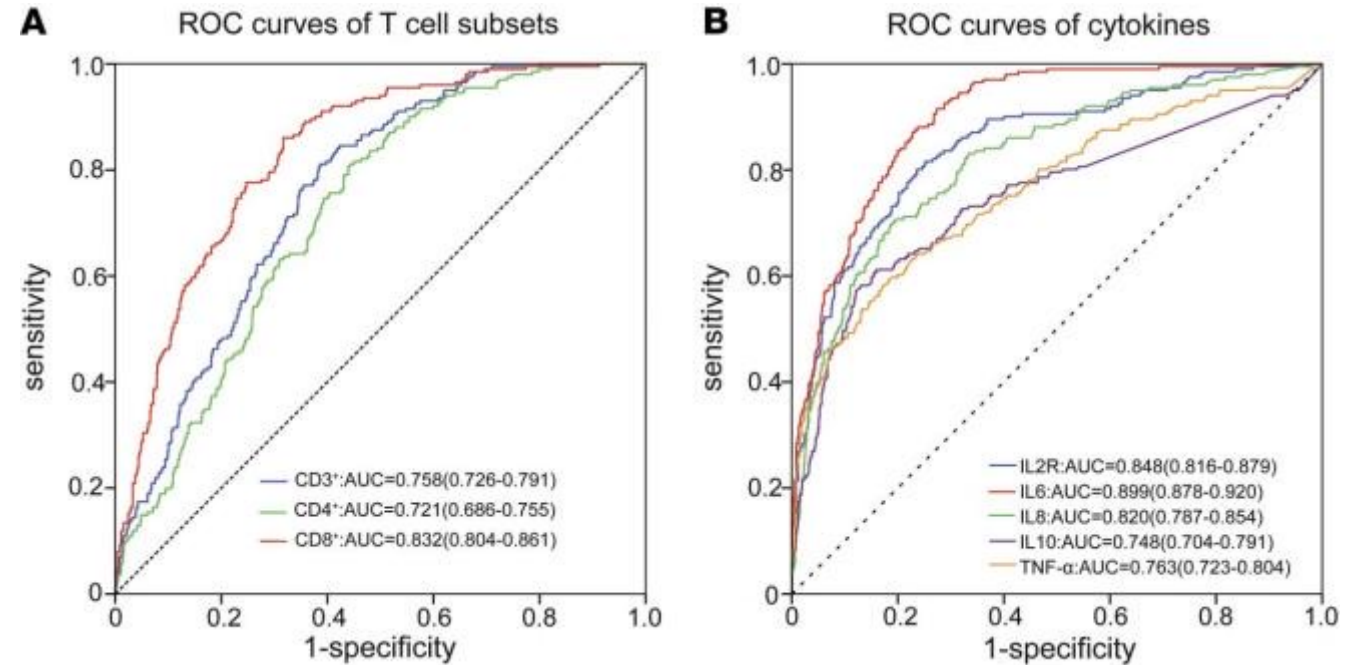 A
ROC curves of T cell subsets
1.0
0.8
0.6
0.4
0.2
0
sensitivity
CD3⁺:AUC=0.758(0.726-0.791)
CD4⁺:AUC=0.721(0.686-0.755)
CD8⁺:AUC=0.832(0.804-0.861)
0 0.2 0.4 0.6 0.8 1.0
1-specificity
B
ROC curves of cytokines
1.0
0.8
0.6
0.4
0.2
0
sensitivity
IL2R:AUC=0.848(0.816-0.879)
IL6:AUC=0.899(0.878-0.920)
IL8:AUC=0.820(0.787-0.854)
IL10:AUC=0.748(0.704-0.791)
TNF-α:AUC=0.763(0.723-0.804)
0 0.2 0.4 0.6 0.8 1.0
1-specificity